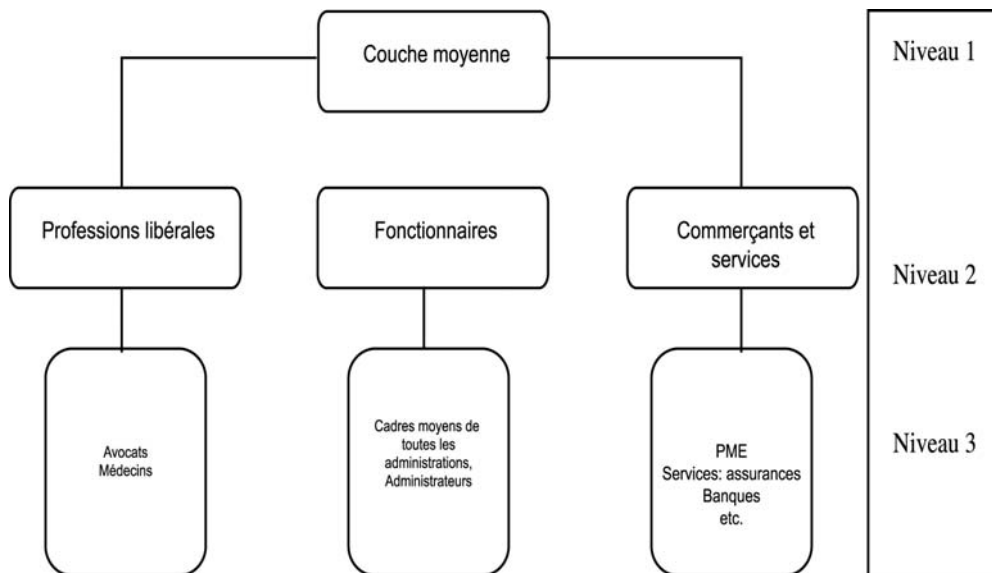 Couche moyenne
Niveau 1
Professions libérales
Fonctionnaires
Commerçants et
services
Niveau 2
Avocats
Médecins
Cadres moyens de
toutes les
administrations,
Administrateurs
PME
Services: assurances
Banques
etc.
Niveau 3